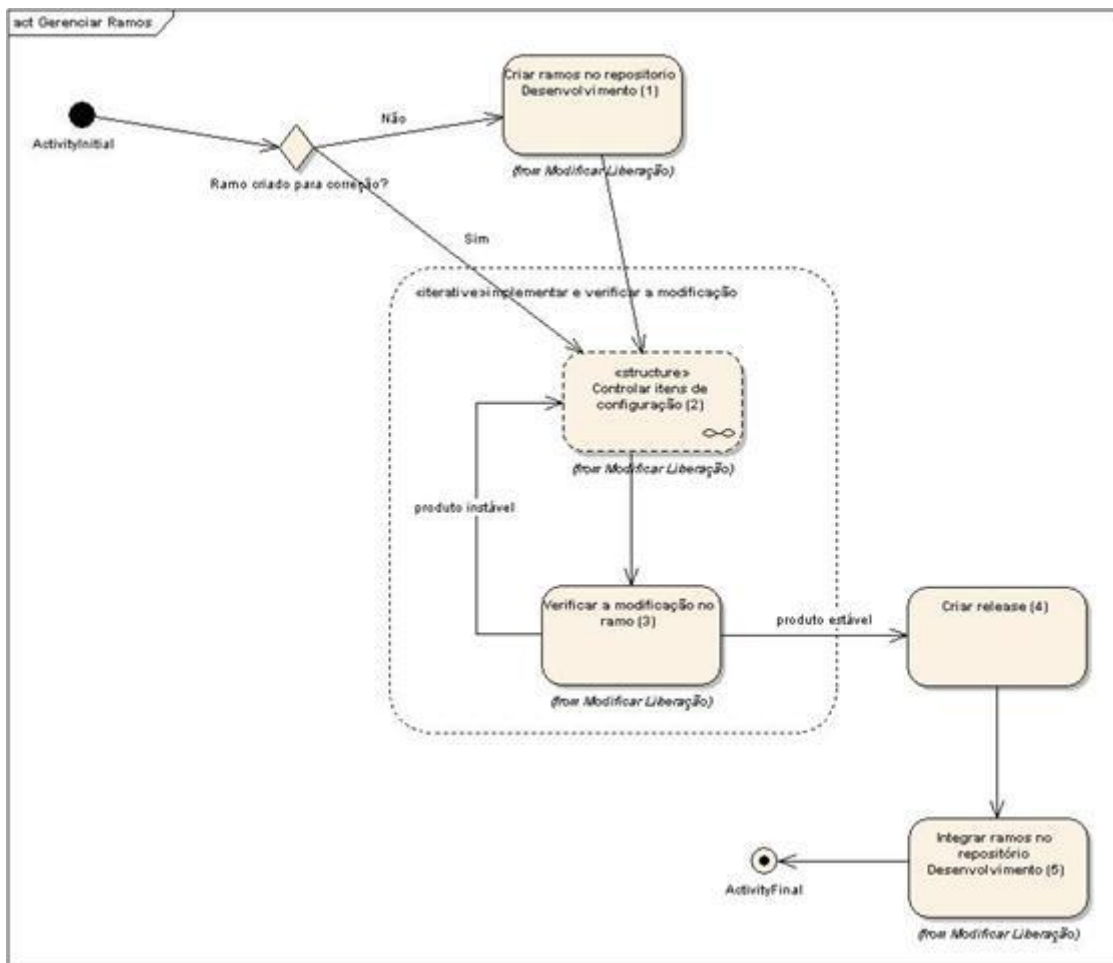 act Gerenciar Ramos
Criar ramos no repositorio
Desenvolvimento (1)
Não
ActivityInitial
(from Modificar Liberação)
Ramo criado para correção?
Sim
«iterative»implementar e verificar a modificação
«structure»
Controlar itens de
configuração (2)
(from Modificar Liberação)
produto instável
Verificar a modificação no
ramo (3)
produto estável
Criar release (4)
(from Modificar Liberação)
Integrar ramos no
repositório
Desenvolvimento (5)
ActivityFinal
(from Modificar Liberação)